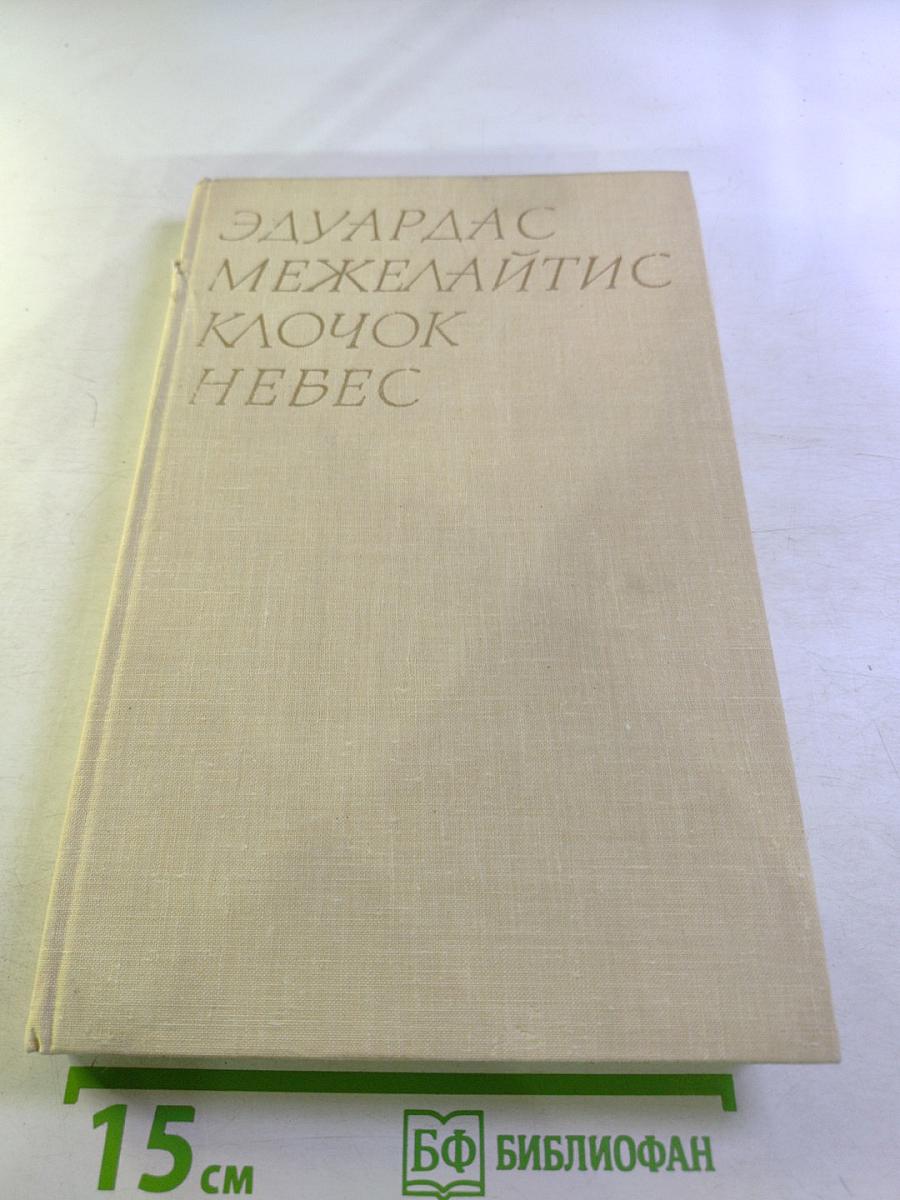 ЭДУАРДАС
МЕЖЕЛАЙТИС
КЛОЧОК
НЕБЕС
15 см
БФ БИБЛИОФАН